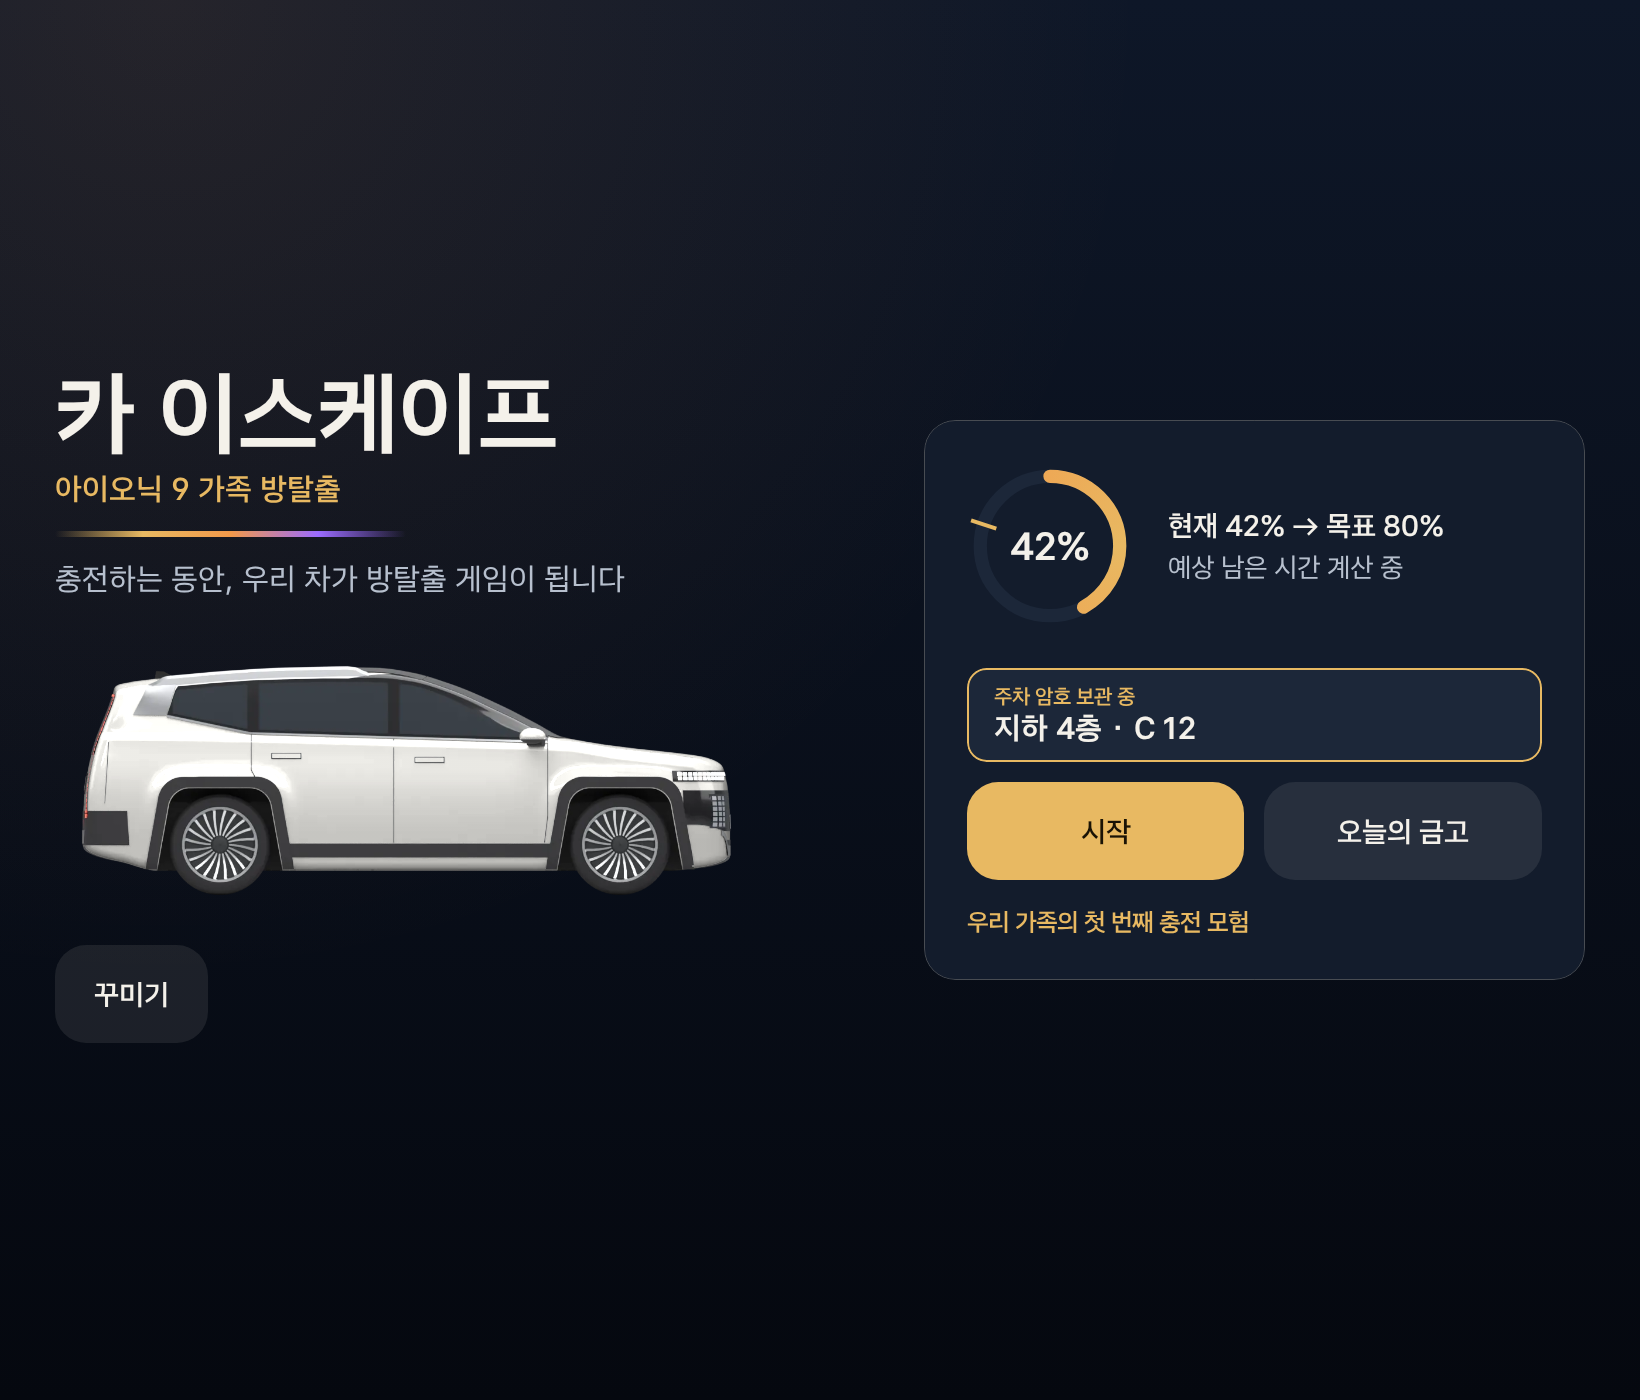 카 이스케이프
아이오닉 9 가족 방탈출
충전하는 동안, 우리 차가 방탈출 게임이 됩니다
꾸미기
42%
현재 42% → 목표 80%
예상 남은 시간 계산 중
주차 암호 보관 중
지하 4층 · C 12
시작
오늘의 금고
우리 가족의 첫 번째 충전 모험